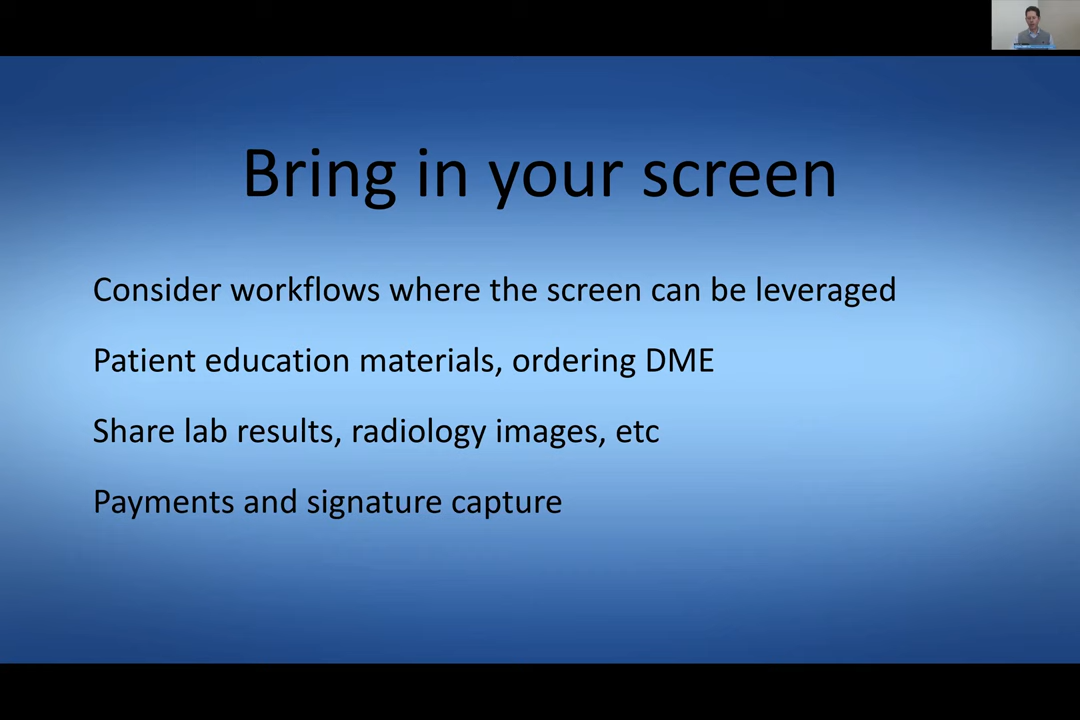 Bring in your screen
Consider workflows where the screen can be leveraged
Patient education materials, ordering DME
Share lab results, radiology images, etc
Payments and signature capture